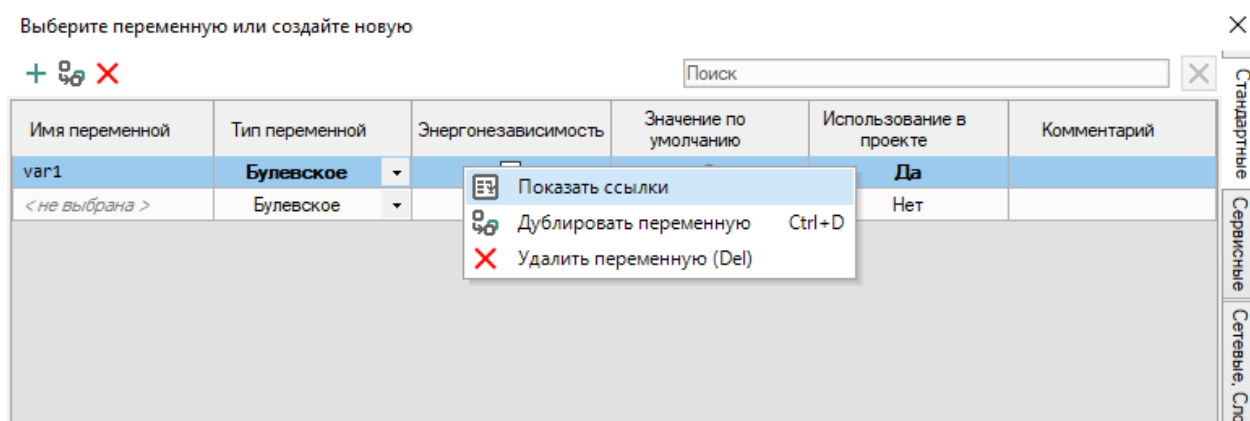 Выберите переменную или создайте новую
Поиск
Имя переменной
Тип переменной
Энергонезависимость
Значение по
умолчанию
Использование в
проекте
Комментарий
var1
Булевское
Да
< не выбрана >
Булевское
Нет
Показать ссылки
Дублировать переменную Ctrl+D
Удалить переменную (Del)
Стандартные
Сервисные
Сетевые,